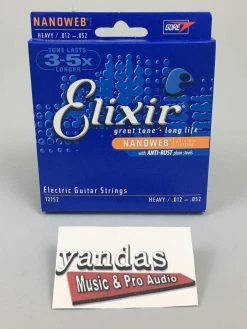 NANOWEB
HEAVY / .012 – .052
GORE
TONE LASTS
3-5x
LONGER
Elixir
great tone • long life
NANOWEB
with ANTI-RUST plain steels
Electric Guitar Strings
12152
HEAVY / .012 – .052
yandas
Music & Pro Audio